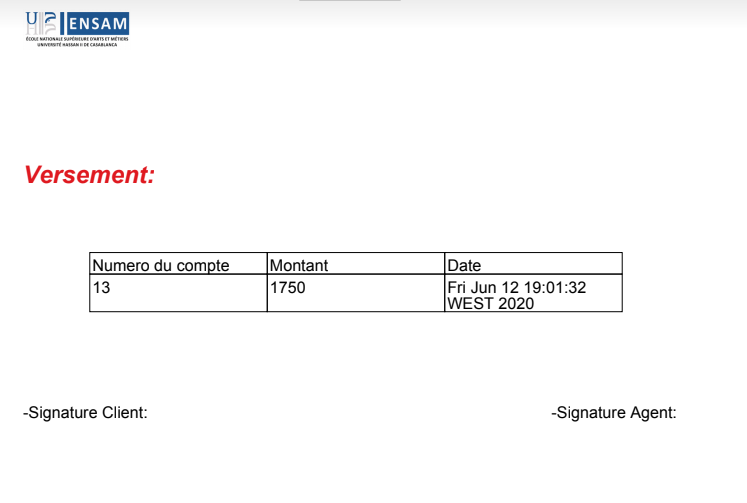 UH2C ENSAM
ÉCOLE NATIONALE SUPÉRIEURE D'ARTS ET MÉTIERS
UNIVERSITÉ HASSAN II DE CASABLANCA
Versement:
Numero du compte Montant Date
13 1750 Fri Jun 12 19:01:32
WEST 2020
-Signature Client: -Signature Agent: